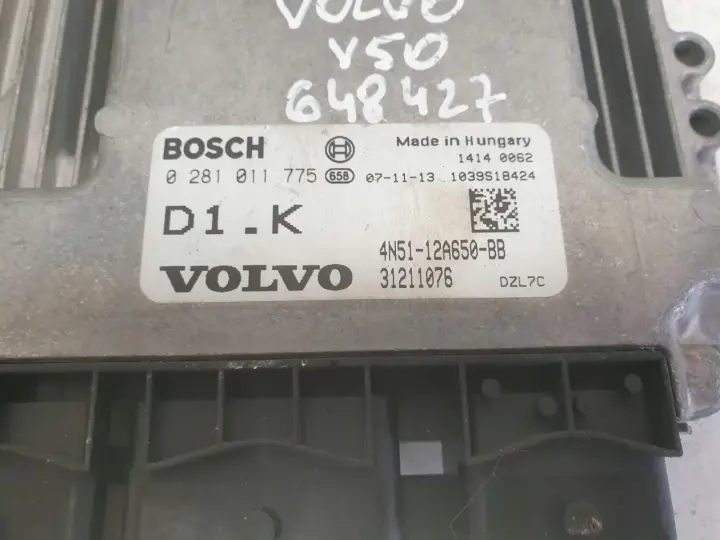 VOLVO
V50
648427
BOSCH Made in Hungary
1414 0062
0 281 011 775 658 07-11-13 1039S18424
D1.K
4N51-12A650-BB
VOLVO 31211076 DZL7C